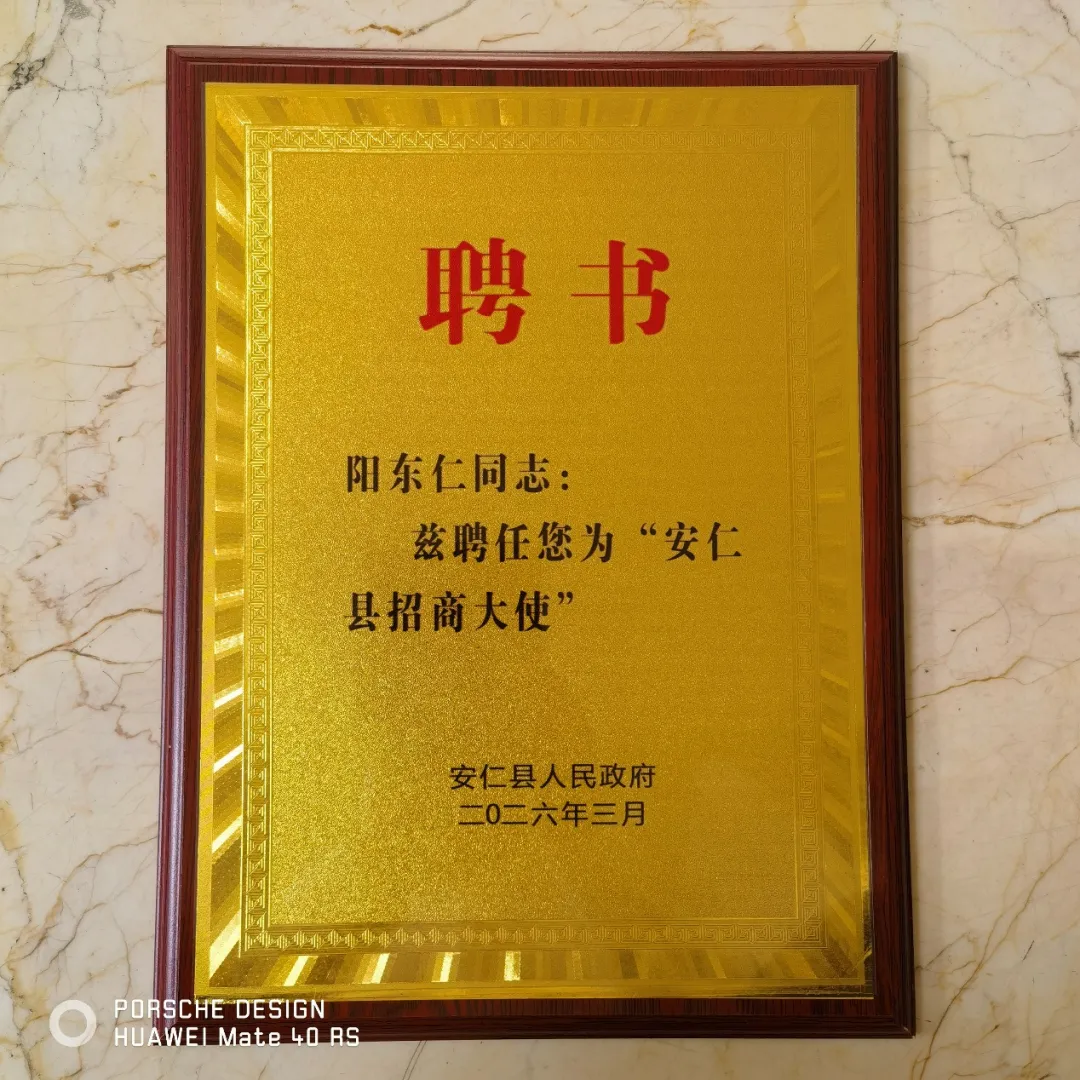 聘书
阳东仁同志：
兹聘任您为“安仁
县招商大使”
安仁县人民政府
二0二六年三月
PORSCHE DESIGN
HUAWEI Mate 40 RS